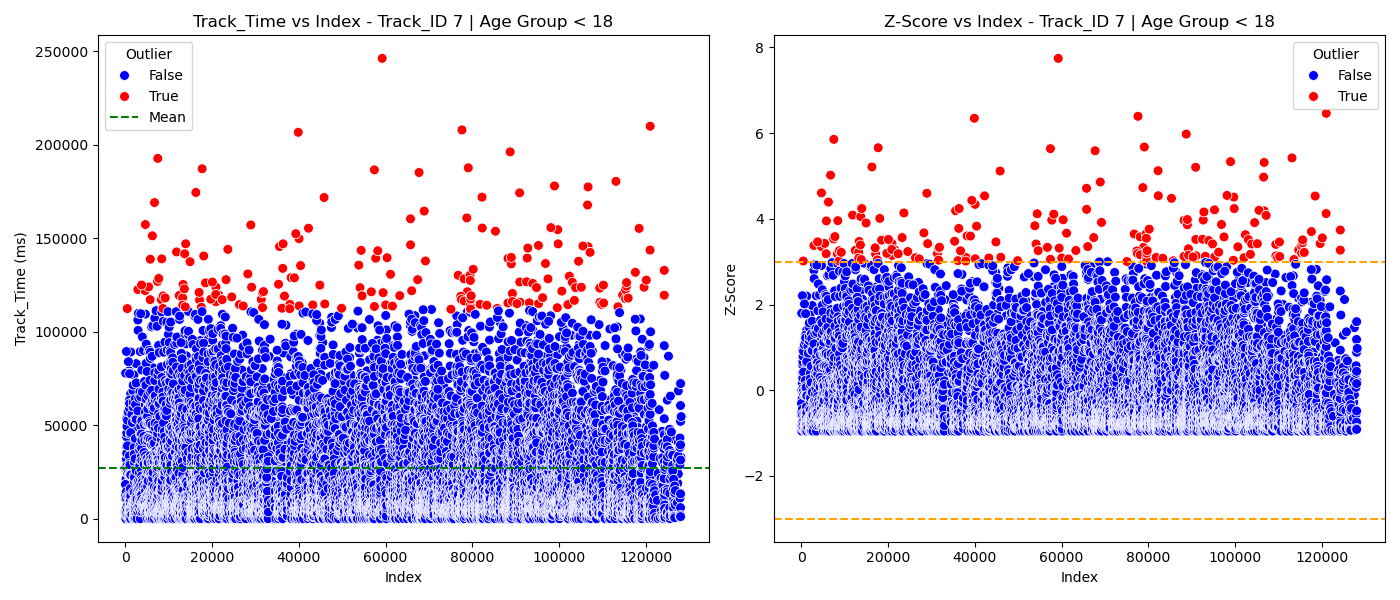 Track_Time vs Index - Track_ID 7 | Age Group < 18
Outlier
False
True
Mean
Track_Time (ms)
250000
200000
150000
100000
50000
0
0 20000 40000 60000 80000 100000 120000
Index
Z-Score vs Index - Track_ID 7 | Age Group < 18
Outlier
False
True
Z-Score
8
6
4
2
0
−2
0 20000 40000 60000 80000 100000 120000
Index